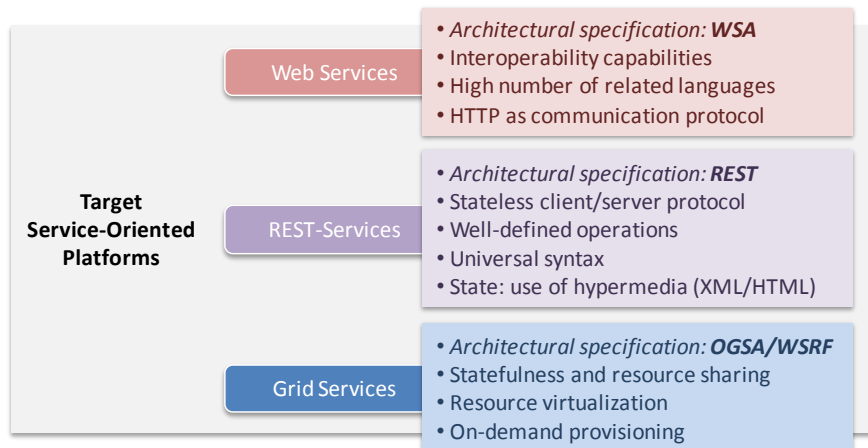 Target
Service-Oriented
Platforms
Web Services
• Architectural specification: WSA
• Interoperability capabilities
• High number of related languages
• HTTP as communication protocol
REST-Services
• Architectural specification: REST
• Stateless client/server protocol
• Well-defined operations
• Universal syntax
• State: use of hypermedia (XML/HTML)
Grid Services
• Architectural specification: OGSA/WSRF
• Statefulness and resource sharing
• Resource virtualization
• On-demand provisioning